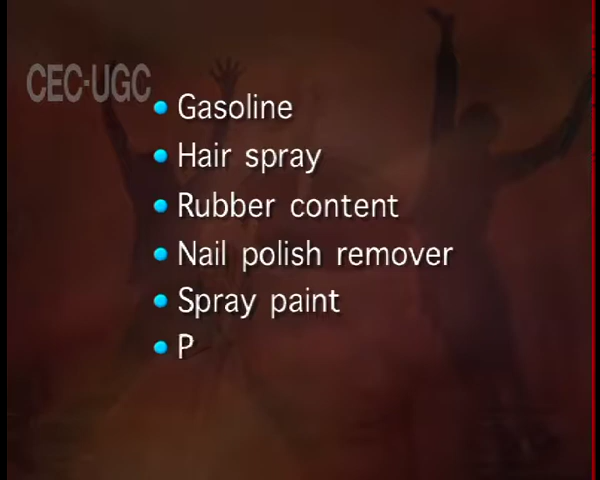 CEC-UGC
• Gasoline
• Hair spray
• Rubber content
• Nail polish remover
• Spray paint
• P